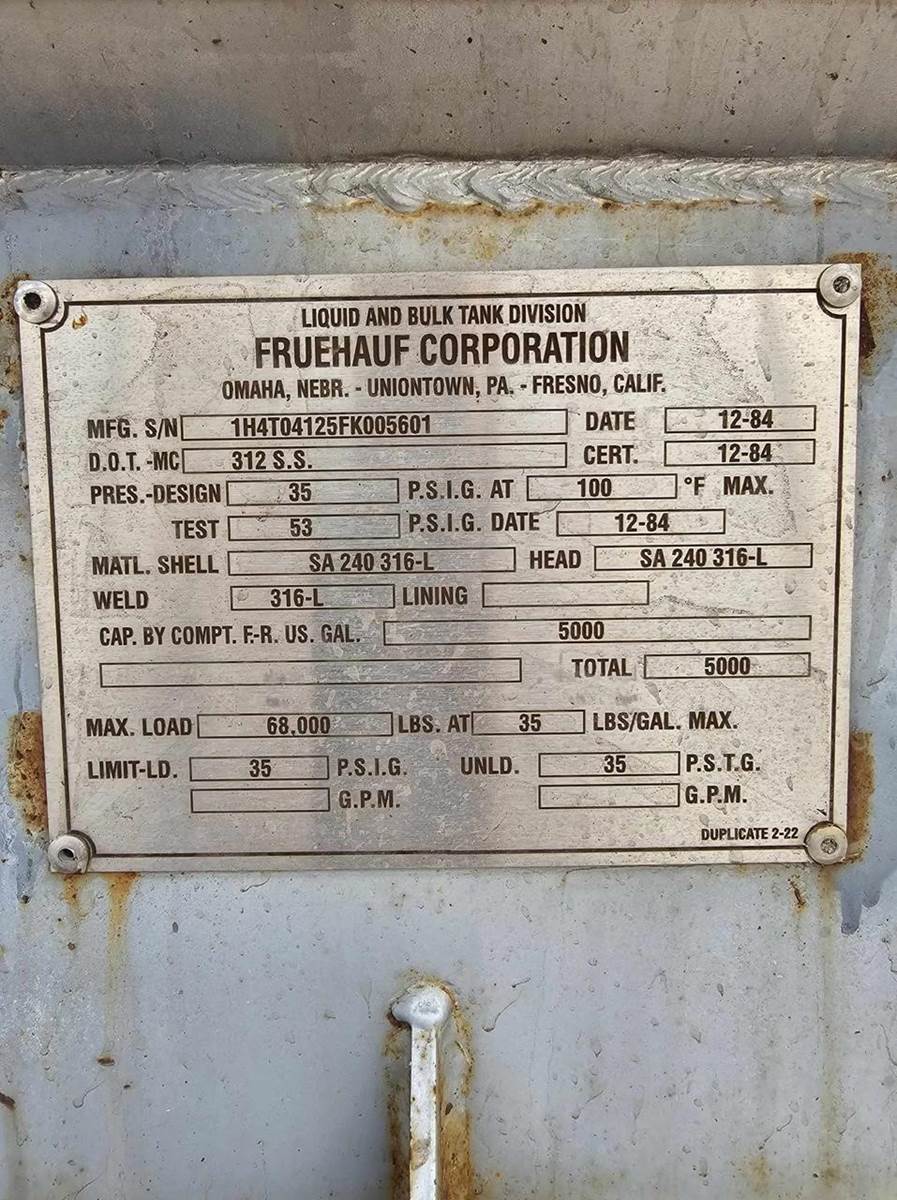 LIQUID AND BULK TANK DIVISION
FRUEHAUF CORPORATION
OMAHA, NEBR. - UNIONTOWN, PA. - FRESNO, CALIF.
MFG. S/N 1H4T04125FK005601 DATE 12-84
D.O.T. -MC 312 S.S. CERT. 12-84
PRES.-DESIGN 35 P.S.I.G. AT 100 °F MAX.
TEST 53 P.S.I.G. DATE 12-84
MATL. SHELL SA 240 316-L HEAD SA 240 316-L
WELD 316-L LINING
CAP. BY COMPT. F.-R. US. GAL. 5000
TOTAL 5000
MAX. LOAD 68,000 LBS. AT 35 LBS/GAL. MAX.
LIMIT-LD. 35 P.S.I.G. UNLD. 35 P.S.T.G.
G.P.M. G.P.M.
DUPLICATE 2-22